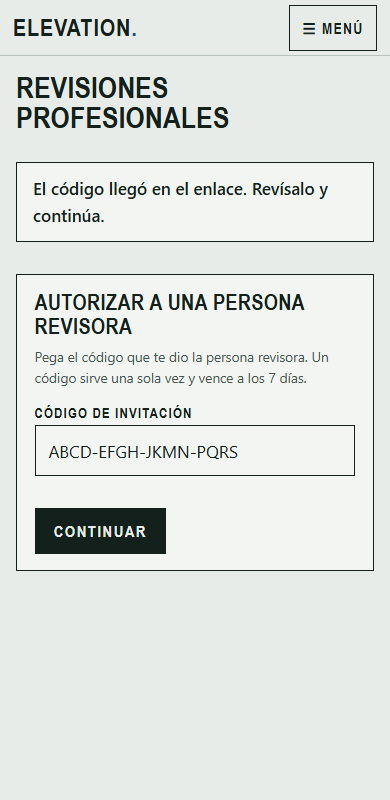 ELEVATION.
☰ MENÚ
REVISIONES
PROFESIONALES
El código llegó en el enlace. Revísalo y
continúa.
AUTORIZAR A UNA PERSONA
REVISORA
Pega el código que te dio la persona revisora. Un
código sirve una sola vez y vence a los 7 días.
CÓDIGO DE INVITACIÓN
ABCD-EFGH-JKMN-PQRS
CONTINUAR